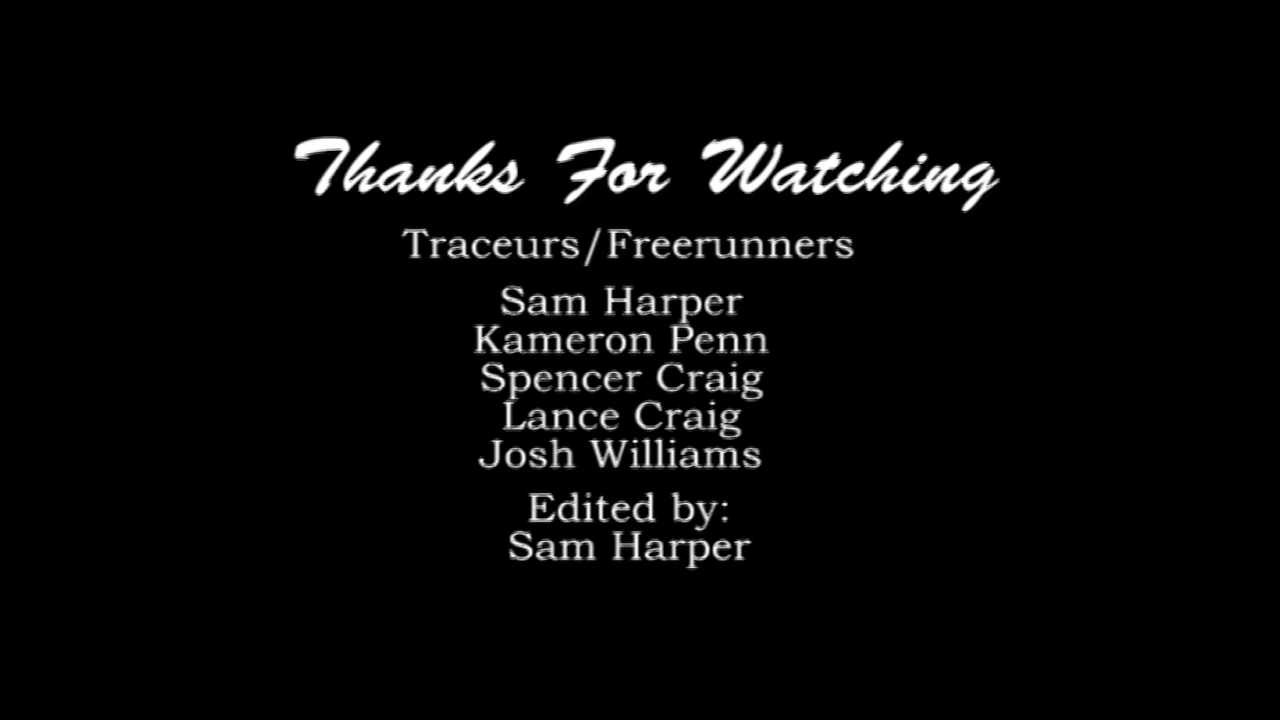 Thanks For Watching
Traceurs/Freerunners
Sam Harper
Kameron Penn
Spencer Craig
Lance Craig
Josh Williams
Edited by:
Sam Harper